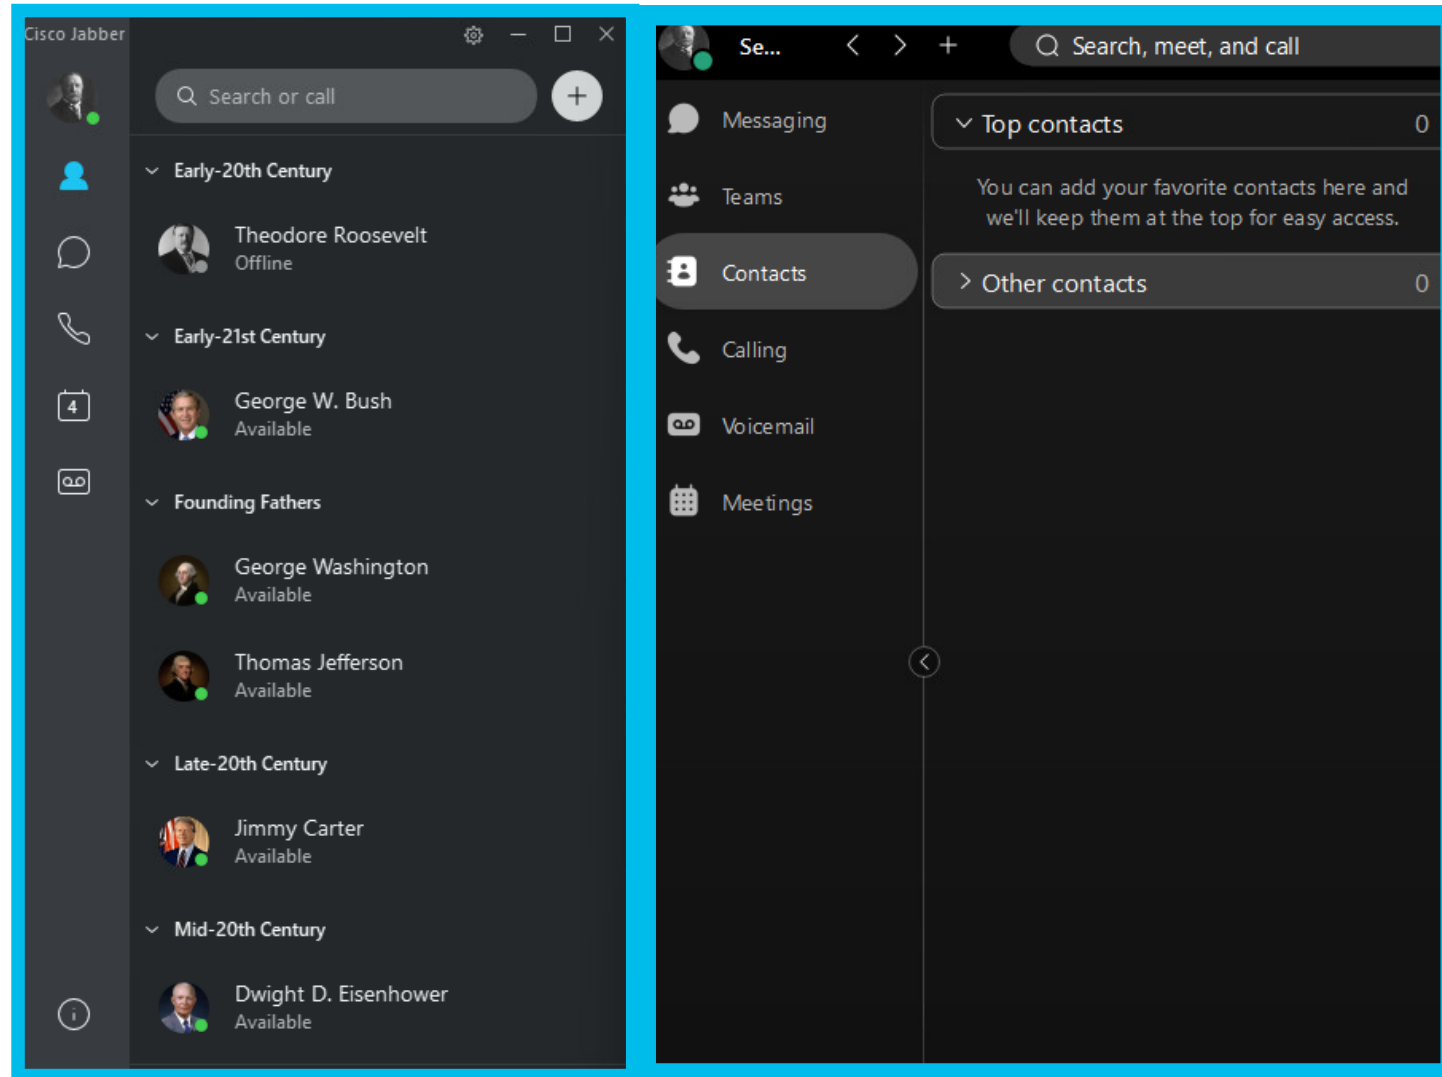 Cisco Jabber
Search or call
Early-20th Century
Theodore Roosevelt
Offline
Early-21st Century
George W. Bush
Available
4
Founding Fathers
George Washington
Available
Thomas Jefferson
Available
Late-20th Century
Jimmy Carter
Available
Mid-20th Century
Dwight D. Eisenhower
Available
Se...
Search, meet, and call
Messaging
Teams
Contacts
Calling
Voicemail
Meetings
Top contacts 0
You can add your favorite contacts here and
we'll keep them at the top for easy access.
Other contacts 0